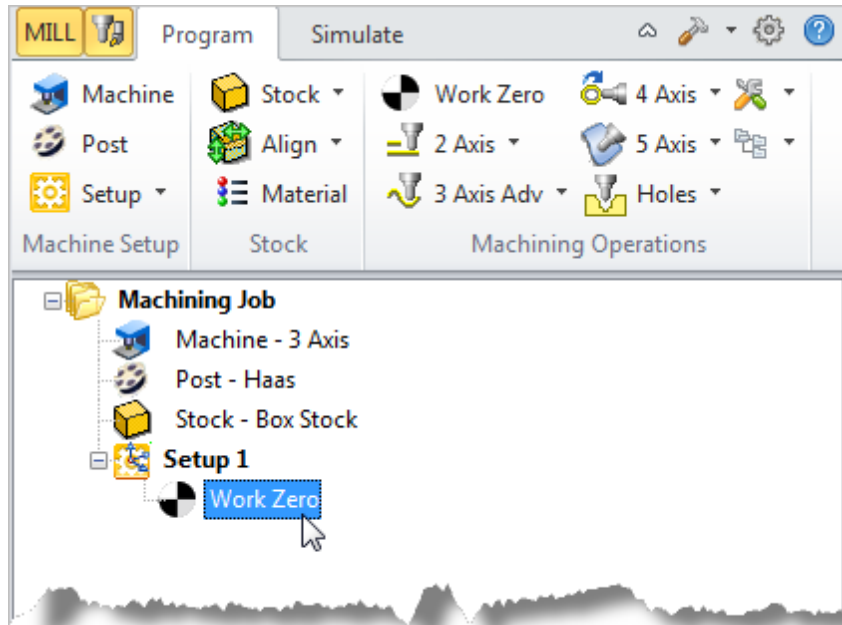 MILL Program Simulate
Machine Stock Work Zero 4 Axis
Post Align 2 Axis 5 Axis
Setup Material 3 Axis Adv Holes
Machine Setup Stock Machining Operations
Machining Job
Machine - 3 Axis
Post - Haas
Stock - Box Stock
Setup 1
Work Zero